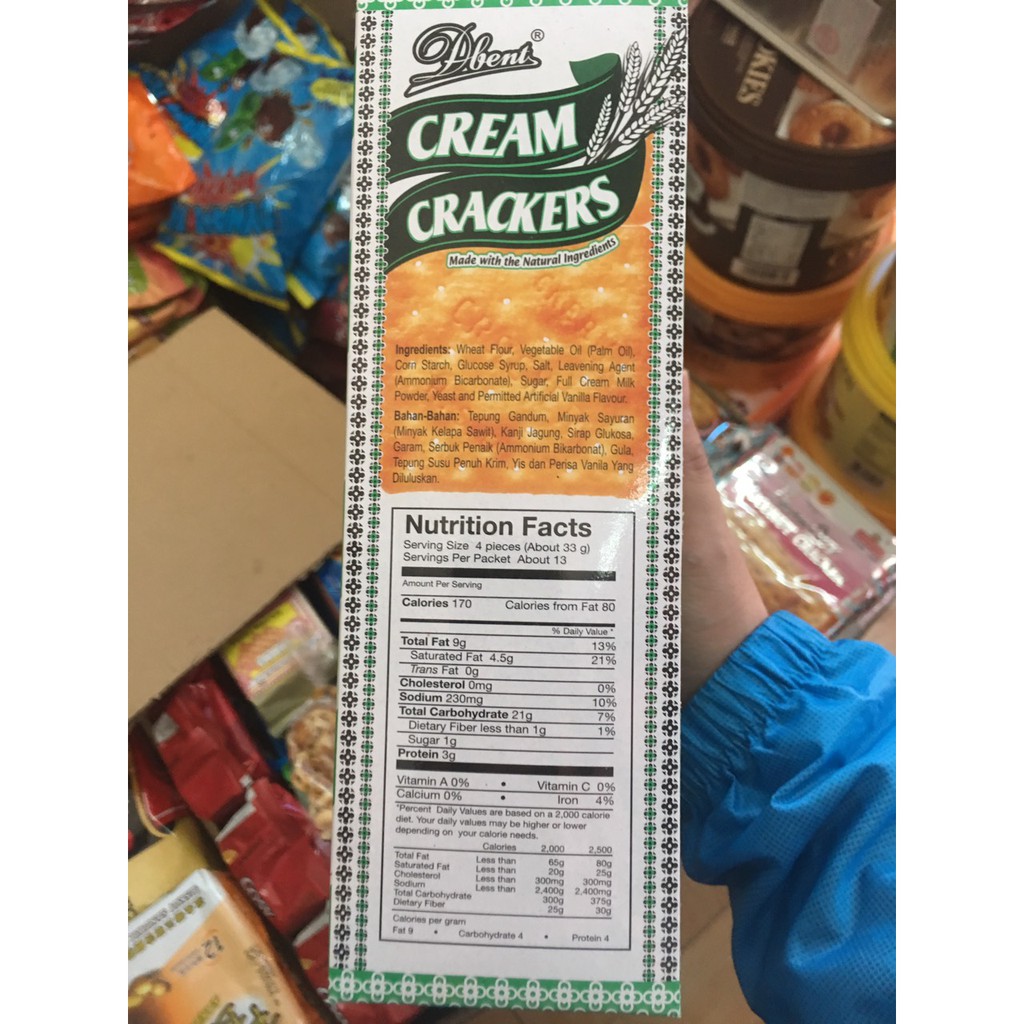 Dbent®
CREAM
CRACKERS
Made with the Natural Ingredients
Ingredients: Wheat Flour, Vegetable Oil (Palm Oil),
Corn Starch, Glucose Syrup, Salt, Leavening Agent
(Ammonium Bicarbonate), Sugar, Full Cream Milk
Powder, Yeast and Permitted Artificial Vanilla Flavour.
Bahan-Bahan: Tepung Gandum, Minyak Sayuran
(Minyak Kelapa Sawit), Kanji Jagung, Sirap Glukosa,
Garam, Serbuk Penaik (Ammonium Bikarbonat), Gula,
Tepung Susu Penuh Krim, Yis dan Perisa Vanila Yang
Diluluskan.
Nutrition Facts
Serving Size 4 pieces (About 33 g)
Servings Per Packet About 13
Amount Per Serving
Calories 170 Calories from Fat 80
% Daily Value *
Total Fat 9g 13%
Saturated Fat 4.5g 21%
Trans Fat 0g
Cholesterol 0mg 0%
Sodium 230mg 10%
Total Carbohydrate 21g 7%
Dietary Fiber less than 1g 1%
Sugar 1g
Protein 3g
Vitamin A 0% • Vitamin C 0%
Calcium 0% • Iron 4%
*Percent Daily Values are based on a 2,000 calorie
diet. Your daily values may be higher or lower
depending on your calorie needs.
Calories 2,000 2,500
Total Fat Less than 65g 80g
Saturated Fat Less than 20g 25g
Cholesterol Less than 300mg 300mg
Sodium Less than 2,400g 2,400mg
Total Carbohydrate 300g 375g
Dietary Fiber 25g 30g
Calories per gram
Fat 9 • Carbohydrate 4 • Protein 4
OKIES
12